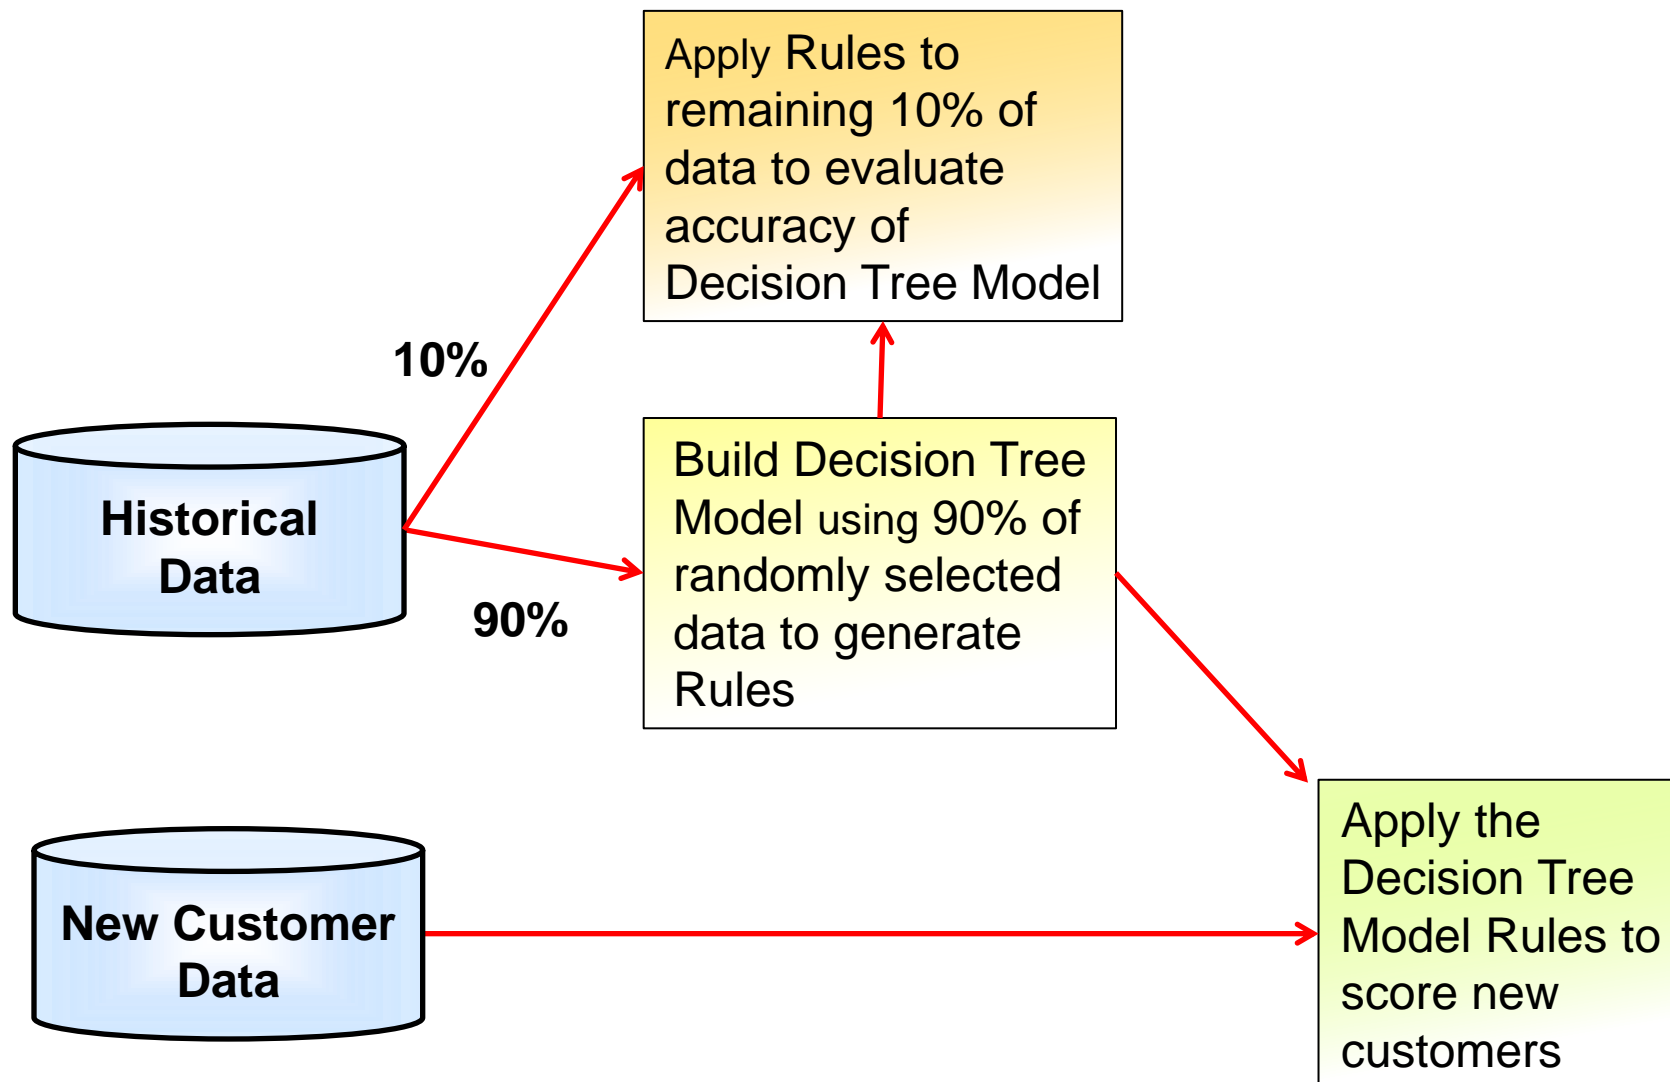 Apply Rules to
remaining 10% of
data to evaluate
accuracy of
Decision Tree Model
10%
Historical
Data
90%
Build Decision Tree
Model using 90% of
randomly selected
data to generate
Rules
New Customer
Data
Apply the
Decision Tree
Model Rules to
score new
customers